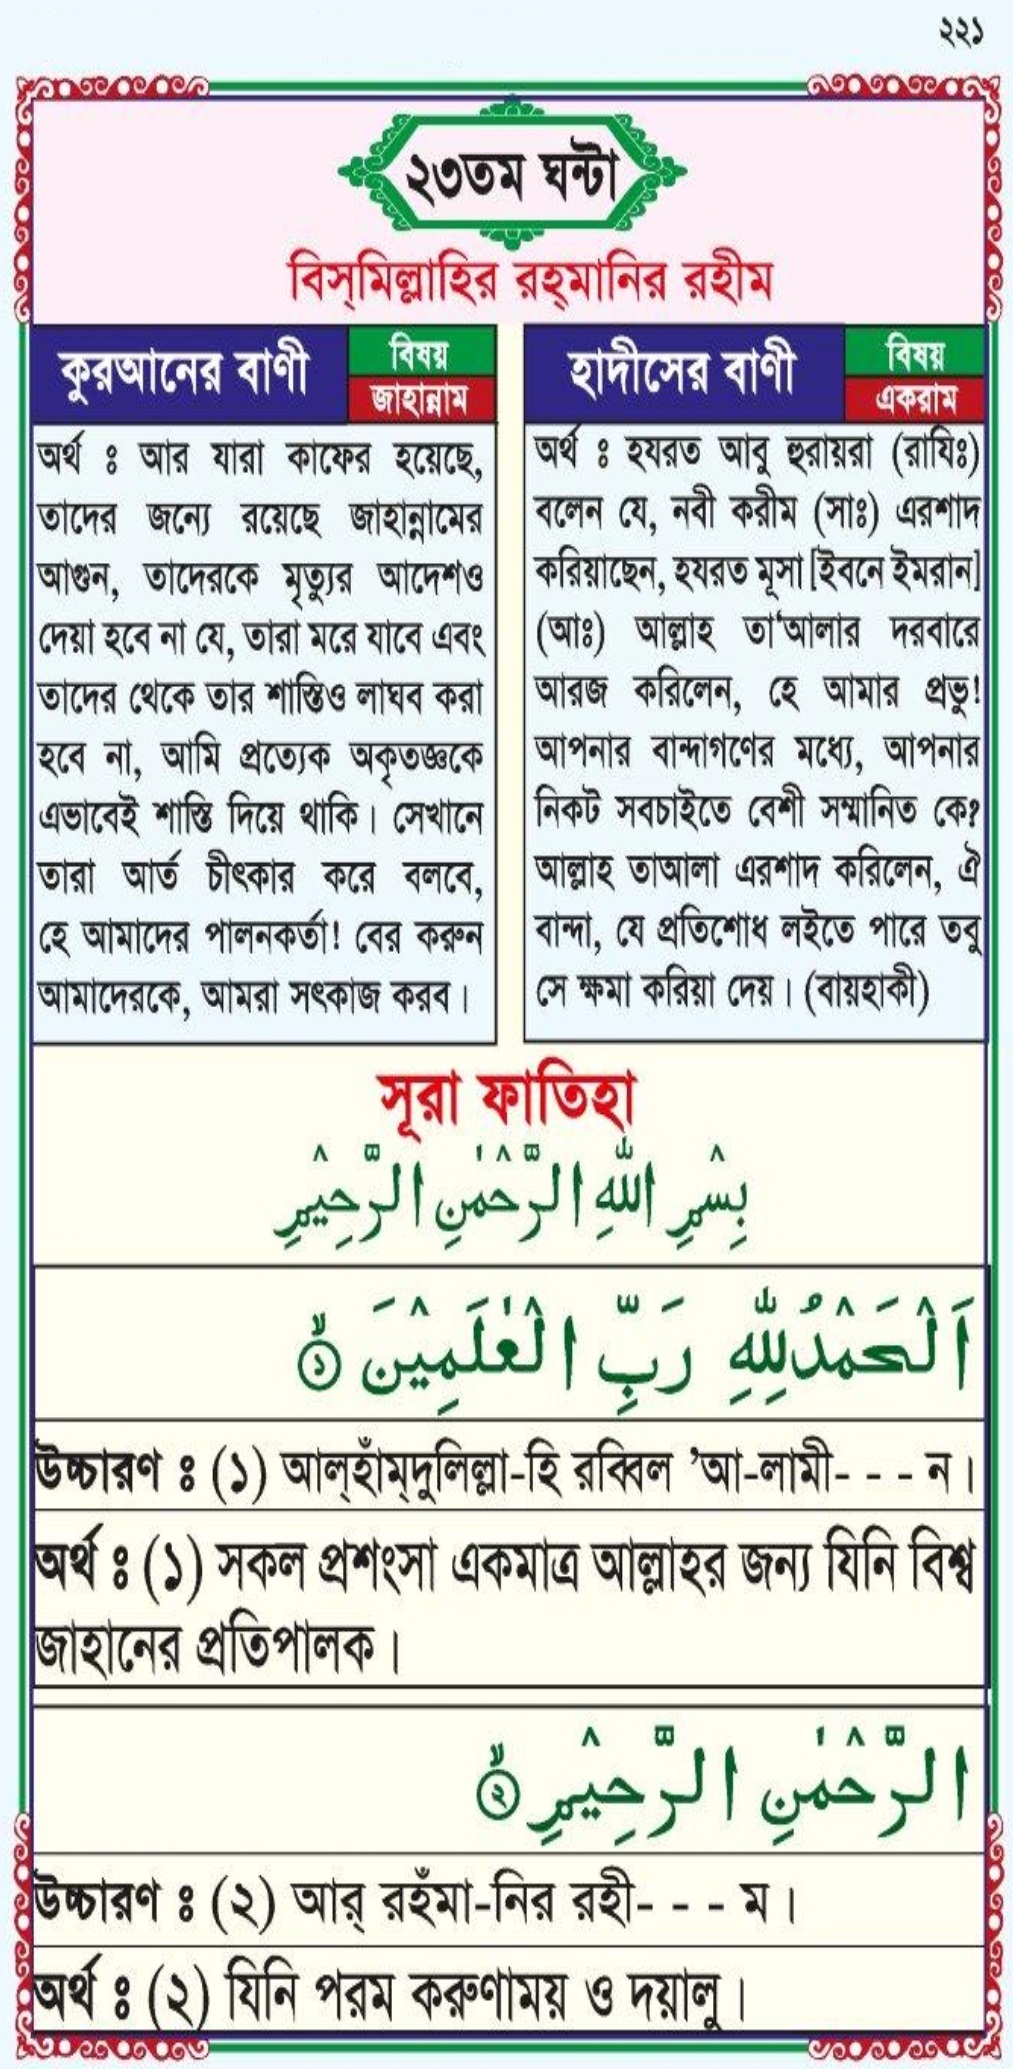 ২২১
২৩তম ঘন্টা
বিস্‌মিল্লাহির রহ্‌মানির রহীম
কুরআনের বাণী
বিষয়
জাহান্নাম
অর্থ ঃ আর যারা কাফের হয়েছে,
তাদের জন্যে রয়েছে জাহান্নামের
আগুন, তাদেরকে মৃত্যুর আদেশও
দেয়া হবে না যে, তারা মরে যাবে এবং
তাদের থেকে তার শাস্তিও লাঘব করা
হবে না, আমি প্রত্যেক অকৃতজ্ঞকে
এভাবেই শাস্তি দিয়ে থাকি। সেখানে
তারা আর্ত চীৎকার করে বলবে,
হে আমাদের পালনকর্তা! বের করুন
আমাদেরকে, আমরা সৎকাজ করব।
হাদীসের বাণী
বিষয়
একরাম
অর্থ ঃ হযরত আবু হুরায়রা (রাযিঃ)
বলেন যে, নবী করীম (সাঃ) এরশাদ
করিয়াছেন, হযরত মূসা [ইবনে ইমরান]
(আঃ) আল্লাহ তা‘আলার দরবারে
আরজ করিলেন, হে আমার প্রভু!
আপনার বান্দাগণের মধ্যে, আপনার
নিকট সবচাইতে বেশী সম্মানিত কে?
আল্লাহ তাআলা এরশাদ করিলেন, ঐ
বান্দা, যে প্রতিশোধ লইতে পারে তবু
সে ক্ষমা করিয়া দেয়। (বায়হাকী)
সূরা ফাতিহা
بِسْمِ اللّٰهِ الرَّحْمٰنِ الرَّحِيْمِ
اَلْحَمْدُ لِلّٰهِ رَبِّ الْعٰلَمِيْنَ ۙ ১
উচ্চারণ ঃ (১) আল্‌হাঁম্‌দুলিল্লা-হি রব্বিল ’আ-লামী- - - ন।
অর্থ ঃ (১) সকল প্রশংসা একমাত্র আল্লাহর জন্য যিনি বিশ্ব
জাহানের প্রতিপালক।
الرَّحْمٰنِ الرَّحِيْمِ ۙ ২
উচ্চারণ ঃ (২) আর্ রহঁমা-নির রহী- - - ম।
অর্থ ঃ (২) যিনি পরম করুণাময় ও দয়ালু।